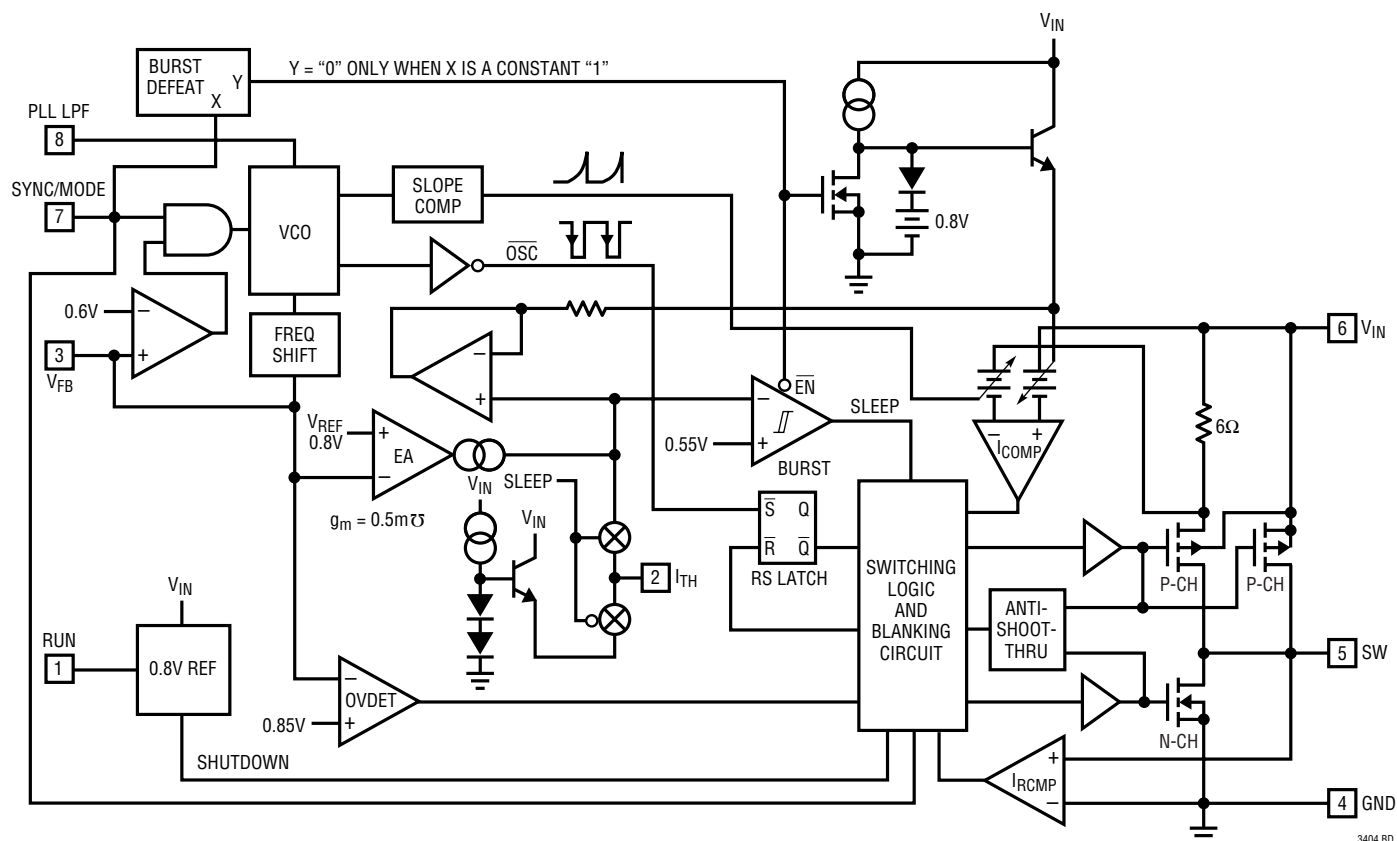 V_IN
BURST
DEFEAT
Y
X
Y = "0" ONLY WHEN X IS A CONSTANT "1"
PLL LPF
8
SYNC/MODE
7
VCO
SLOPE
COMP
0.8V
OSC
0.6V
−
+
FREQ
SHIFT
3
V_FB
−
+
6
V_IN
EN
−
SLEEP
0.55V
+
BURST
−
+
I_COMP
6Ω
V_REF
0.8V
+
EA
−
g_m = 0.5m℧
V_IN
SLEEP
V_IN
S
Q
R
Q
RS LATCH
2
I_TH
SWITCHING
LOGIC
AND
BLANKING
CIRCUIT
ANTI-
SHOOT-
THRU
P-CH
P-CH
V_IN
RUN
1
0.8V REF
−
OVDET
0.85V
+
5
SW
N-CH
SHUTDOWN
+
I_RCMP
−
4
GND
3404 BD